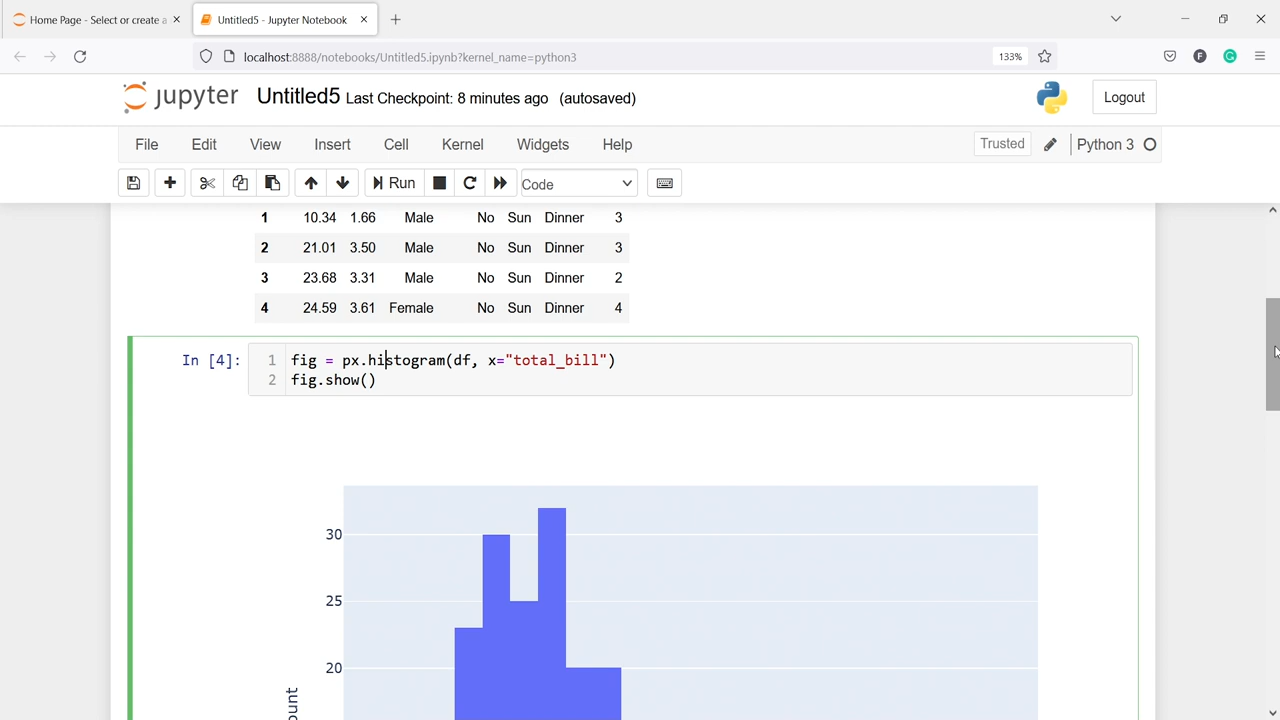 Home Page - Select or create a
Untitled5 - Jupyter Notebook
localhost:8888/notebooks/Untitled5.ipynb?kernel_name=python3
133%
F
G
jupyter Untitled5 Last Checkpoint: 8 minutes ago (autosaved)
Logout
File Edit View Insert Cell Kernel Widgets Help
Trusted
Python 3
Run
Code
1 10.34 1.66 Male No Sun Dinner 3
2 21.01 3.50 Male No Sun Dinner 3
3 23.68 3.31 Male No Sun Dinner 2
4 24.59 3.61 Female No Sun Dinner 4
In [4]: 1 fig = px.histogram(df, x="total_bill")
2 fig.show()
30
25
20